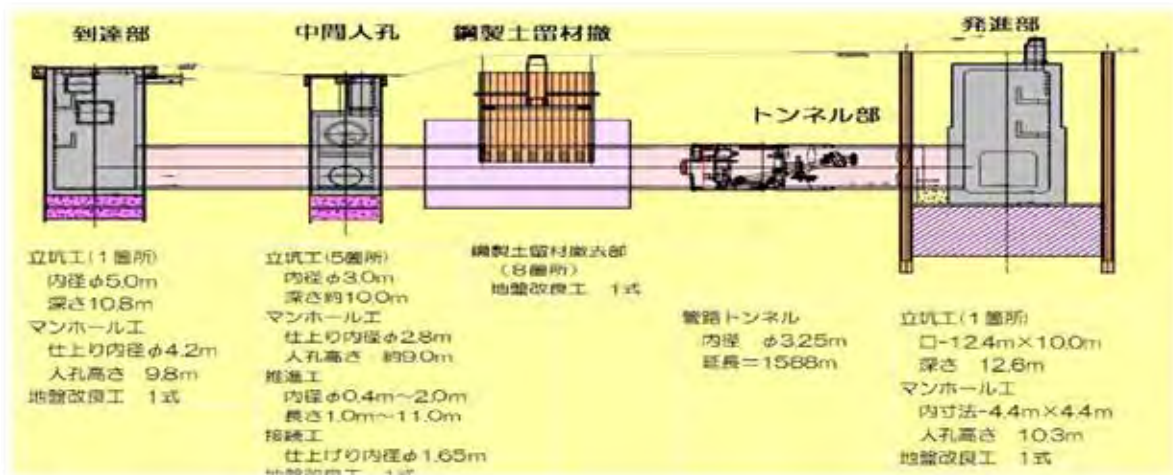 到達部
中間人孔
鋼製土留材撤
発進部
トンネル部
立坑工(1箇所)
内径φ5.0m
深さ10.8m
マンホール工
仕上り内径φ4.2m
人孔高さ 9.8m
地盤改良工 1式
立坑工(5箇所)
内径φ3.0m
深さ約10.0m
マンホール工
仕上り内径φ2.8m
人孔高さ 約9.0m
推進工
内径φ0.4m～2.0m
長さ1.0m～11.0m
接続工
仕上げり内径φ1.65m
地盤改良工 1式
鋼製土留材撤去部
(8箇所)
地盤改良工 1式
管路トンネル
内径 φ3.25m
延長=1588m
立坑工(1箇所)
□-12.4m×10.0m
深さ 12.6m
マンホール工
内寸法-4.4m×4.4m
人孔高さ 10.3m
地盤改良工 1式